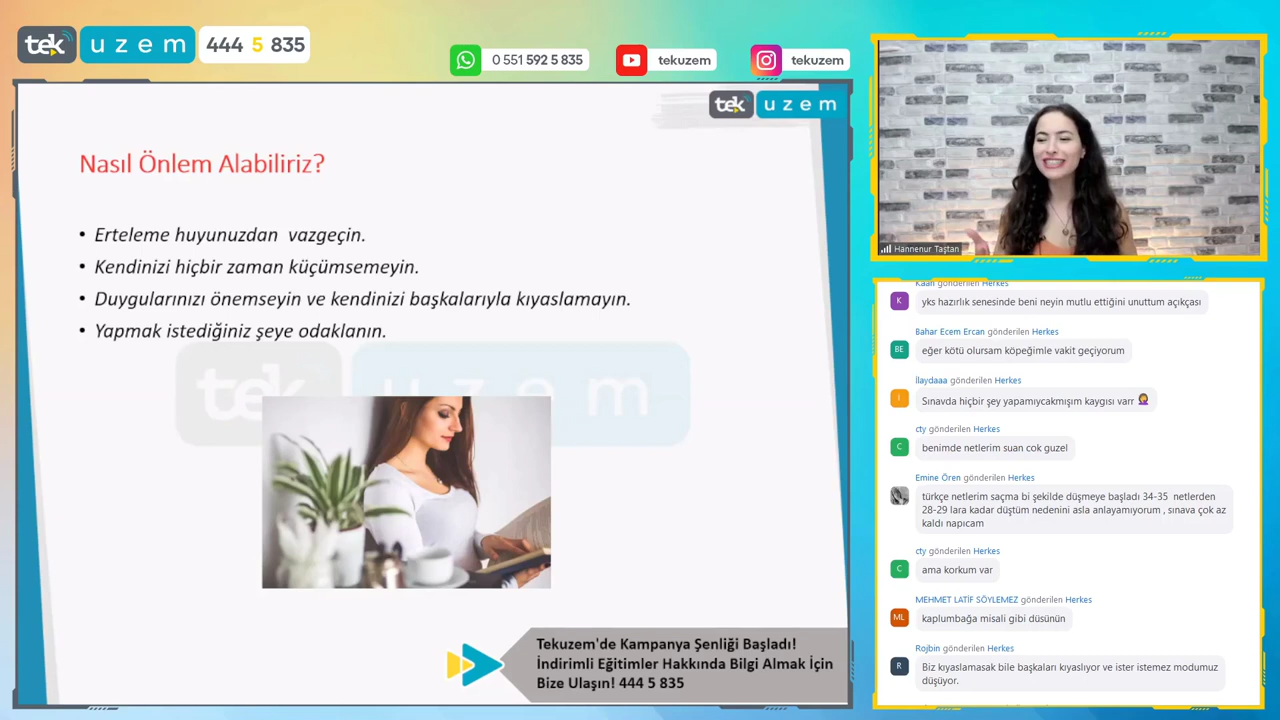 tek uzem 444 5 835
0 551 592 5 835
tekuzem
tekuzem
tek uzem
Nasıl Önlem Alabiliriz?
• Erteleme huyunuzdan vazgeçin.
• Kendinizi hiçbir zaman küçümsemeyin.
• Duygularınızı önemseyin ve kendinizi başkalarıyla kıyaslamayın.
• Yapmak istediğiniz şeye odaklanın.
tek uzem
Tekuzem'de Kampanya Şenliği Başladı!
İndirimli Eğitimler Hakkında Bilgi Almak İçin
Bize Ulaşın! 444 5 835
Hannenur Taştan
Kaan gönderilen Herkes
K
yks hazırlık senesinde beni neyin mutlu ettiğini unuttum açıkçası
Bahar Ecem Ercan gönderilen Herkes
BE
eğer kötü olursam köpeğimle vakit geçiyorum
İlaydaaa gönderilen Herkes
I
Sınavda hiçbir şey yapamıycakmışım kaygısı varr 🤦‍♀️
cty gönderilen Herkes
C
benimde netlerim suan cok guzel
Emine Ören gönderilen Herkes
türkçe netlerim saçma bi şekilde düşmeye başladı 34-35 netlerden
28-29 lara kadar düştüm nedenini asla anlayamıyorum , sınava çok az
kaldı napıcam
cty gönderilen Herkes
C
ama korkum var
MEHMET LATİF SÖYLEMEZ gönderilen Herkes
ML
kaplumbağa misali gibi düsünün
Rojbin gönderilen Herkes
R
Biz kıyaslamasak bile başkaları kıyaslıyor ve ister istemez modumuz
düşüyor.